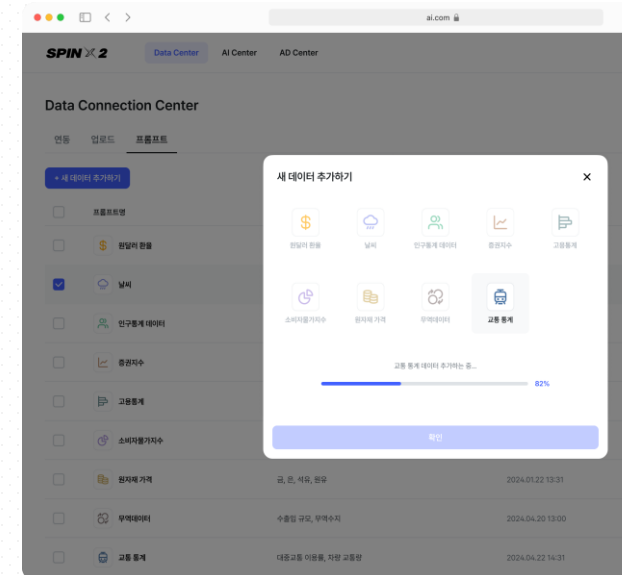 ai.com
SPIN X 2 Data Center AI Center AD Center
Data Connection Center
연동 업로드 프롬프트
+ 새 데이터 추가하기
프롬프트명
원달러 환율
날씨
인구통계 데이터
증권지수
고용통계
소비자물가지수
원자재 가격 금, 은, 석유, 원유 2024.01.22 13:31
무역데이터 수출입 규모, 무역수지 2024.04.20 13:00
교통 통계 대중교통 이용률, 차량 교통량 2024.04.22 14:31
새 데이터 추가하기
원달러 환율 날씨 인구통계 데이터 증권지수 고용통계
소비자물가지수 원자재 가격 무역데이터 교통 통계
교통 통계 데이터 추가하는 중...
82%
확인